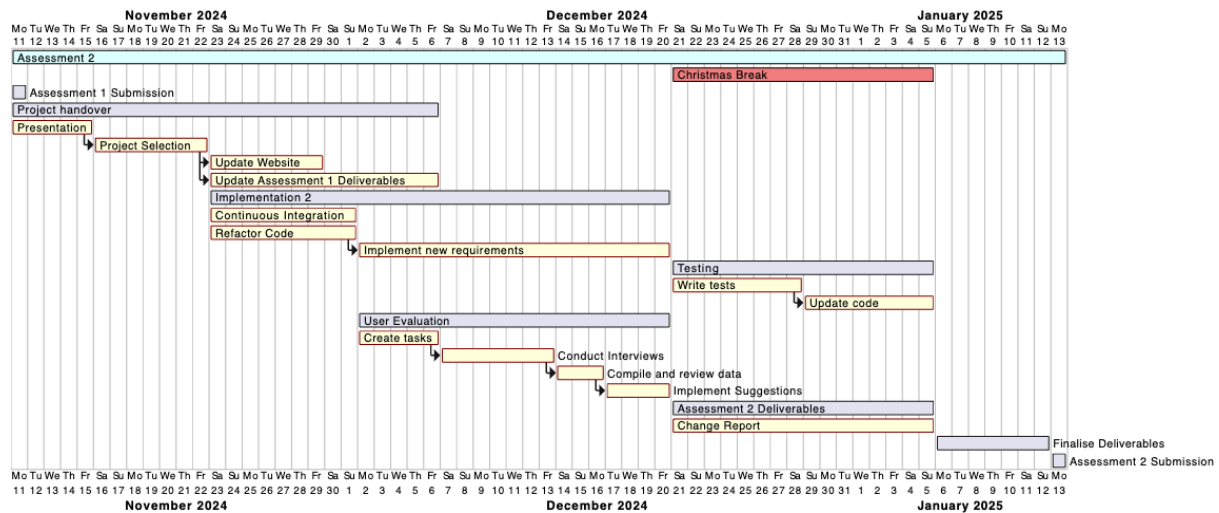 November 2024 December 2024 January 2025
Mo Tu We Th Fr Sa Su Mo Tu We Th Fr Sa Su Mo Tu We Th Fr Sa Su Mo Tu We Th Fr Sa Su Mo Tu We Th Fr Sa Su Mo Tu We Th Fr Sa Su Mo Tu We Th Fr Sa Su Mo Tu We Th Fr Sa Su Mo Tu We Th Fr Sa Su Mo
11 12 13 14 15 16 17 18 19 20 21 22 23 24 25 26 27 28 29 30 1 2 3 4 5 6 7 8 9 10 11 12 13 14 15 16 17 18 19 20 21 22 23 24 25 26 27 28 29 30 31 1 2 3 4 5 6 7 8 9 10 11 12 13
Assessment 2
Christmas Break
Assessment 1 Submission
Project handover
Presentation
Project Selection
Update Website
Update Assessment 1 Deliverables
Implementation 2
Continuous Integration
Refactor Code
Implement new requirements
Testing
Write tests
Update code
User Evaluation
Create tasks
Conduct Interviews
Compile and review data
Implement Suggestions
Assessment 2 Deliverables
Change Report
Finalise Deliverables
Assessment 2 Submission
Mo Tu We Th Fr Sa Su Mo Tu We Th Fr Sa Su Mo Tu We Th Fr Sa Su Mo Tu We Th Fr Sa Su Mo Tu We Th Fr Sa Su Mo Tu We Th Fr Sa Su Mo Tu We Th Fr Sa Su Mo Tu We Th Fr Sa Su Mo Tu We Th Fr Sa Su Mo
11 12 13 14 15 16 17 18 19 20 21 22 23 24 25 26 27 28 29 30 1 2 3 4 5 6 7 8 9 10 11 12 13 14 15 16 17 18 19 20 21 22 23 24 25 26 27 28 29 30 31 1 2 3 4 5 6 7 8 9 10 11 12 13
November 2024 December 2024 January 2025